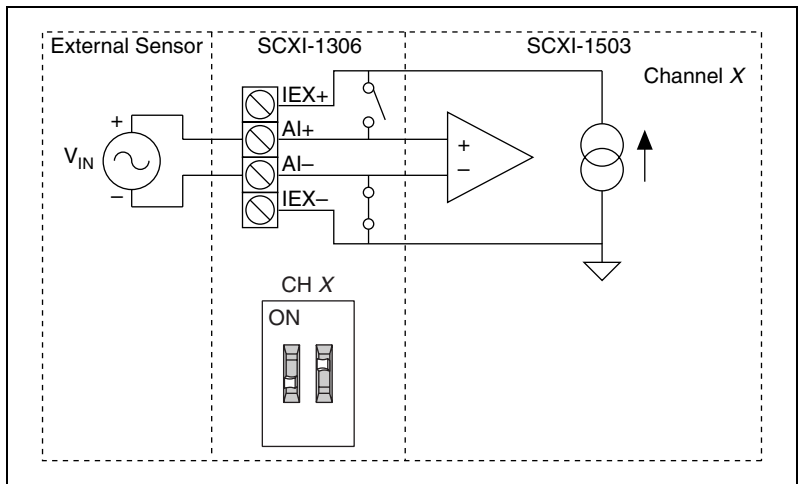 External Sensor
SCXI-1306
SCXI-1503
Channel X
IEX+
+
AI+
+
VIN
AI–
–
–
IEX–
CH X
ON